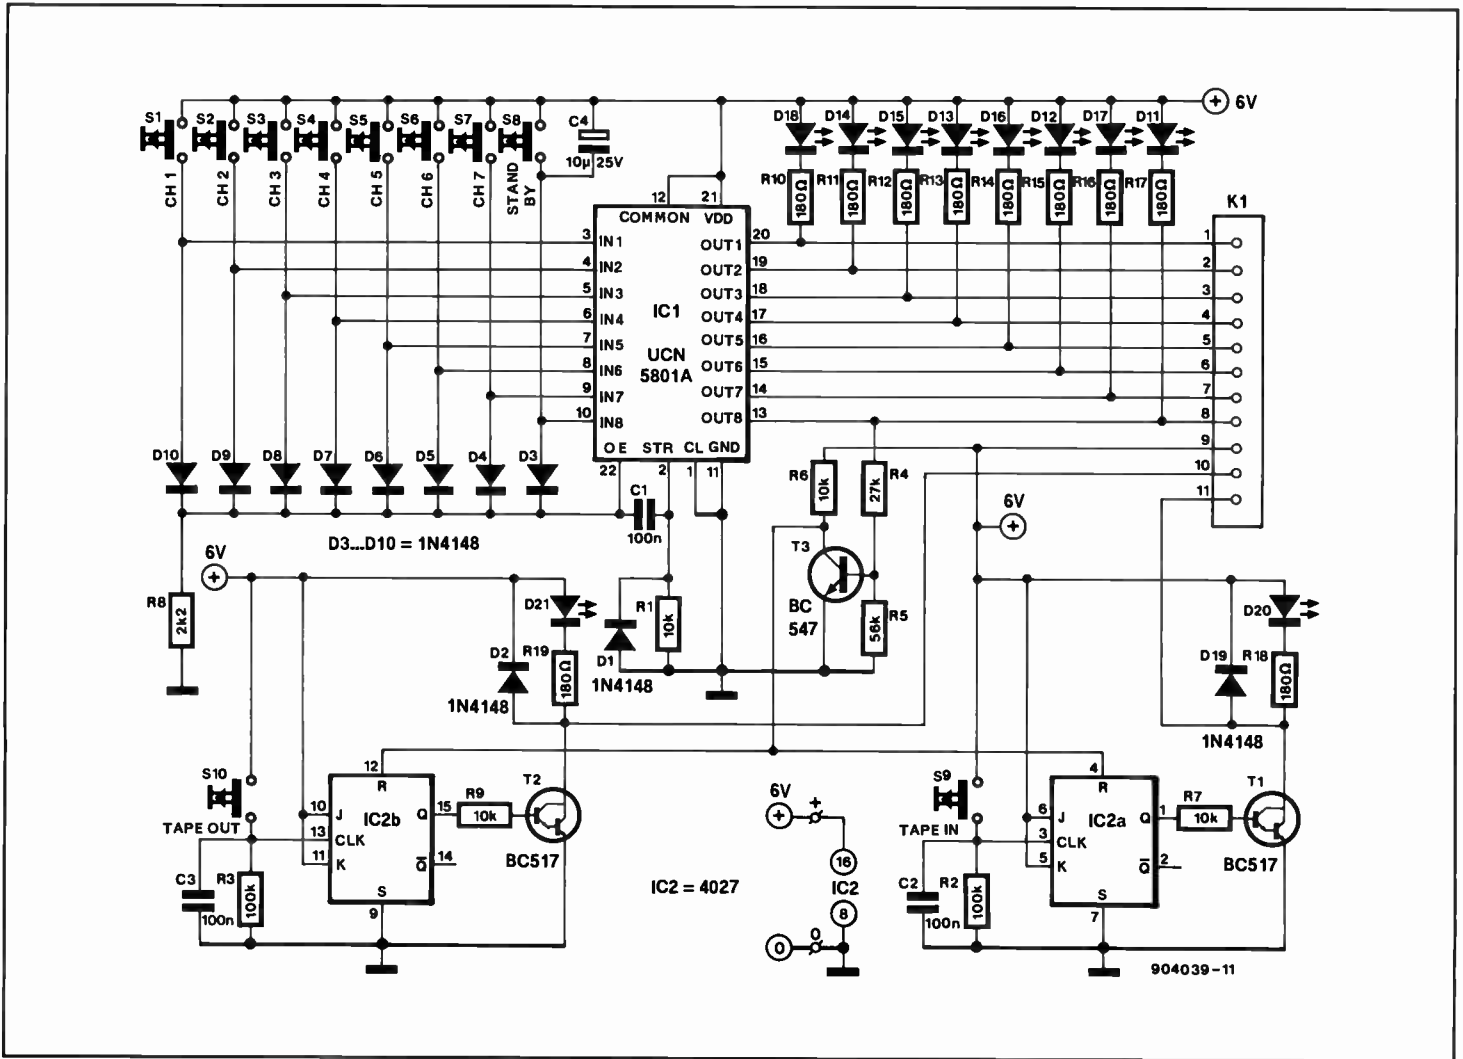 6V
S1 S2 S3 S4 S5 S6 S7 S8
C4
10µ 25V
CH 1
CH 2
CH 3
CH 4
CH 5
CH 6
CH 7
STAND BY
D18 D14 D15 D13 D16 D12 D17 D11
R10 R11 R12 R13 R14 R15 R16 R17
180Ω 180Ω 180Ω 180Ω 180Ω 180Ω 180Ω 180Ω
K1
12 21
COMMON VDD
3 IN1 OUT1 20 1
4 IN2 OUT2 19 2
5 IN3 OUT3 18 3
6 IN4 OUT4 17 4
7 IN5 OUT5 16 5
8 IN6 OUT6 15 6
9 IN7 OUT7 14 7
10 IN8 OUT8 13 8
IC1
UCN
5801A
9
10
11
OE STR CL GND
22 2 1 11
D10 D9 D8 D7 D6 D5 D4 D3
C1
100n
R6
10k
R4
27k
D3...D10 = 1N4148
6V
6V
T3
BC
547
R5
56k
R8
2k2
D21
R19
180Ω
D2
1N4148
R1
10k
D1
1N4148
D20
D19
R18
180Ω
1N4148
S10
TAPE OUT
12
R
10 J
13 CLK
11 K
IC2b
Q 15
Q̅ 14
S
9
R9
10k
T2
BC517
C3
100n
R3
100k
6V
+
16
IC2
8
0
0
IC2 = 4027
S9
TAPE IN
4
R
6 J
3 CLK
5 K
IC2a
Q 1
Q̅ 2
S
7
R7
10k
T1
BC517
C2
100n
R2
100k
904039-11